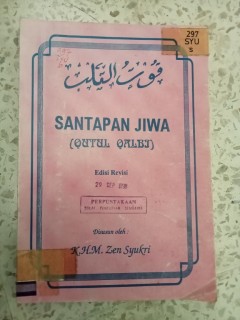 297
SYU
s
قوت القلب
SANTAPAN JIWA
(QUTUL QALBI)
Edisi Revisi
PERPUSTAKAAN
Disusun oleh:
K.H.M. Zen Syukri